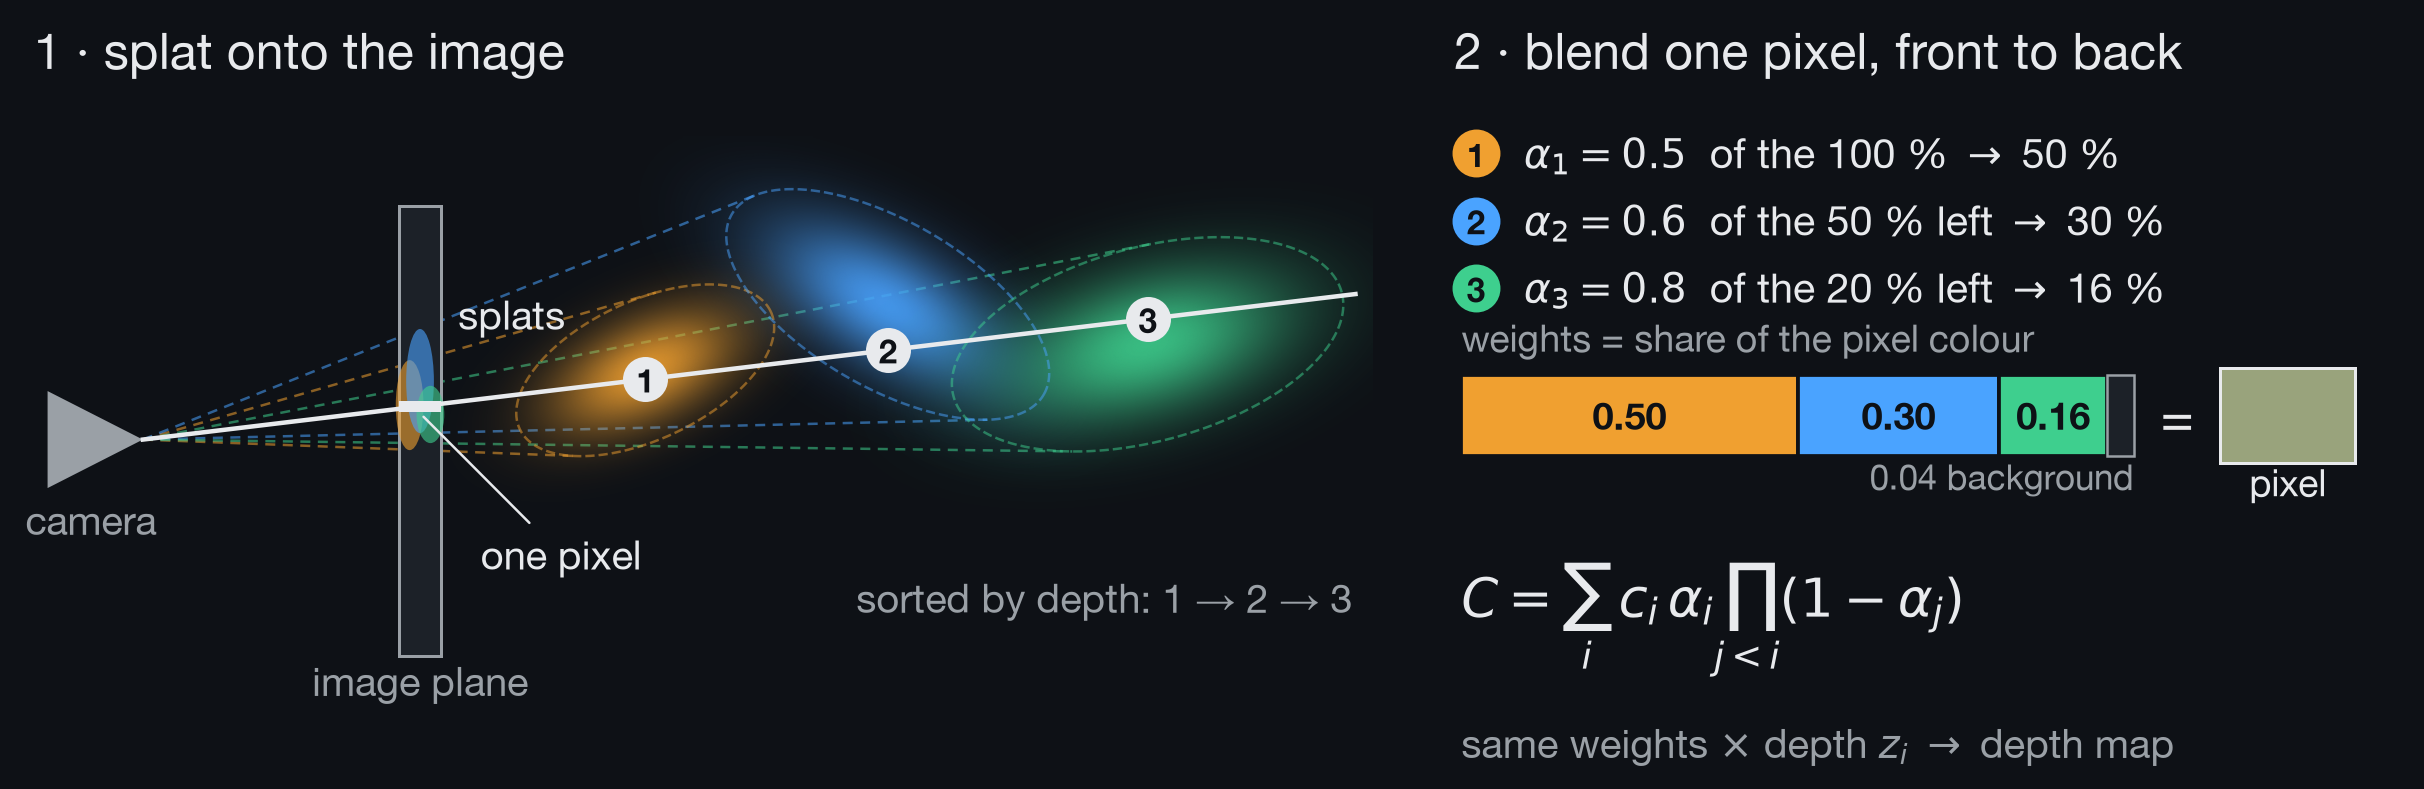 1 · splat onto the image
splats
1
2
3
camera
one pixel
sorted by depth: 1 → 2 → 3
image plane
2 · blend one pixel, front to back
1 α₁ = 0.5 of the 100 % → 50 %
2 α₂ = 0.6 of the 50 % left → 30 %
3 α₃ = 0.8 of the 20 % left → 16 %
weights = share of the pixel colour
0.50 0.30 0.16 =
0.04 background
pixel
C = ∑ᵢ cᵢ αᵢ ∏_{j < i} (1 − αⱼ)
same weights × depth zᵢ → depth map